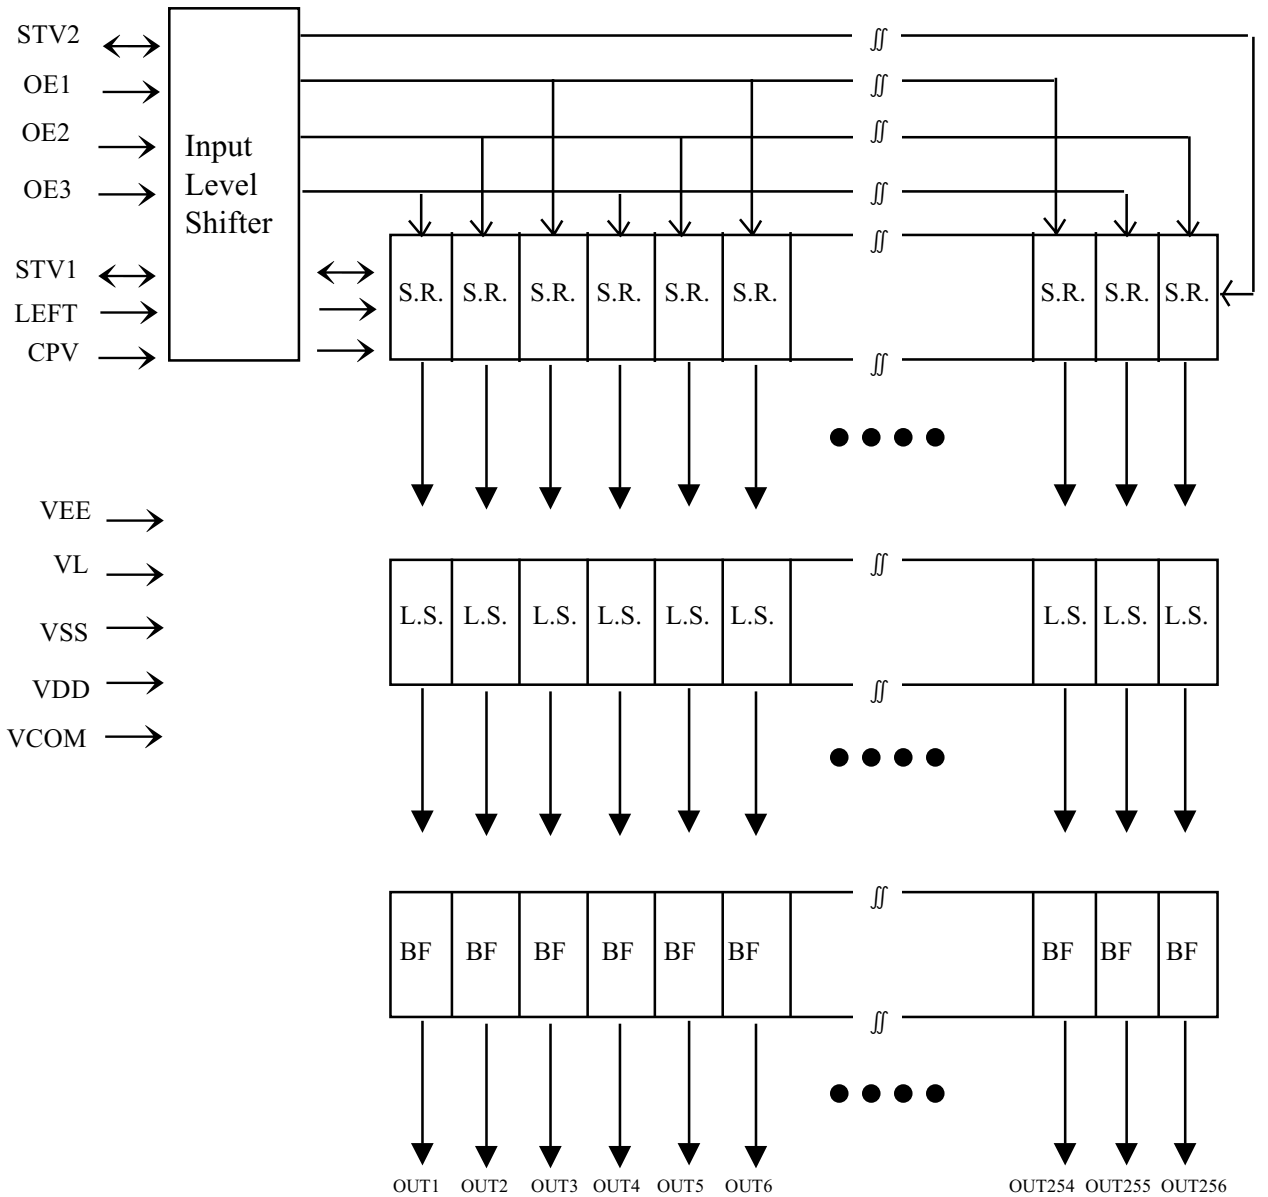 STV2
OE1
OE2
OE3
STV1
LEFT
CPV
Input
Level
Shifter
S.R. S.R. S.R. S.R. S.R. S.R. S.R. S.R. S.R.
VEE
VL
VSS
VDD
VCOM
L.S. L.S. L.S. L.S. L.S. L.S. L.S. L.S. L.S.
BF BF BF BF BF BF BF BF BF
OUT1 OUT2 OUT3 OUT4 OUT5 OUT6 OUT254 OUT255 OUT256